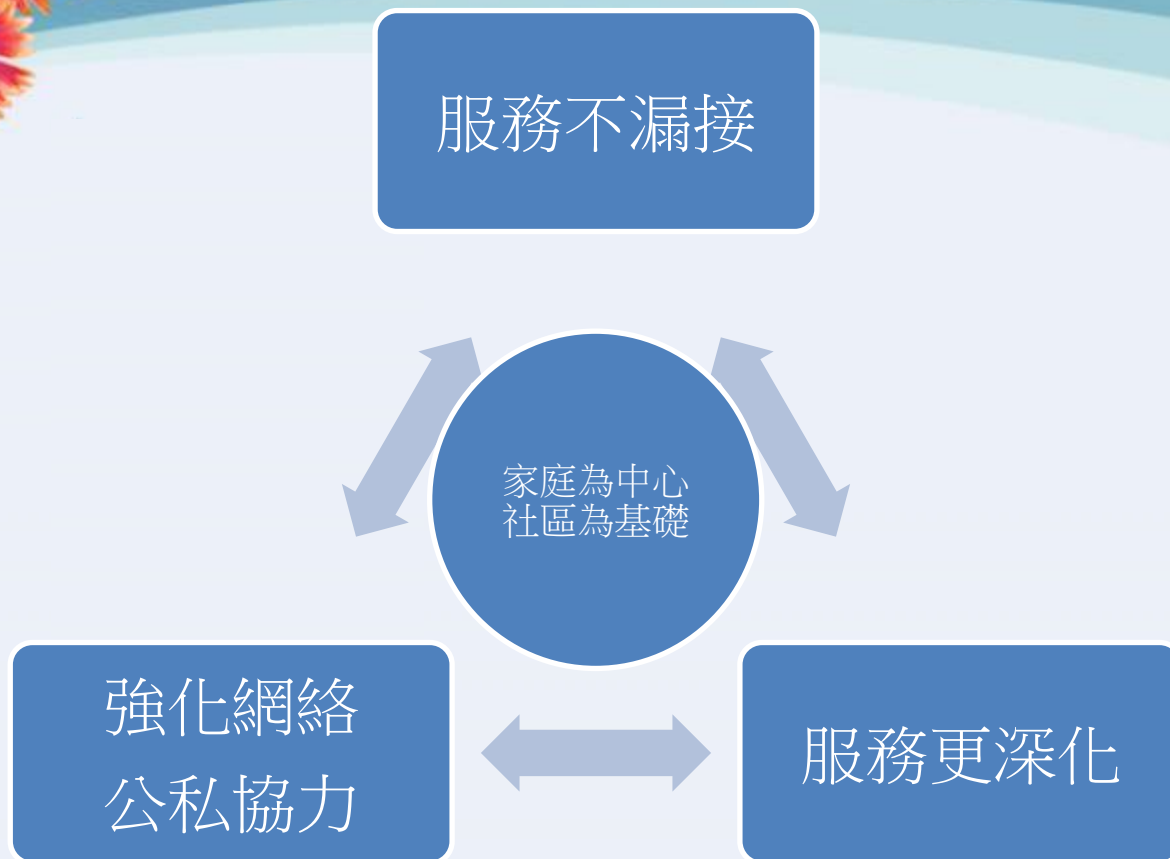 服務不漏接
家庭為中心
社區為基礎
強化網絡
公私協力
服務更深化